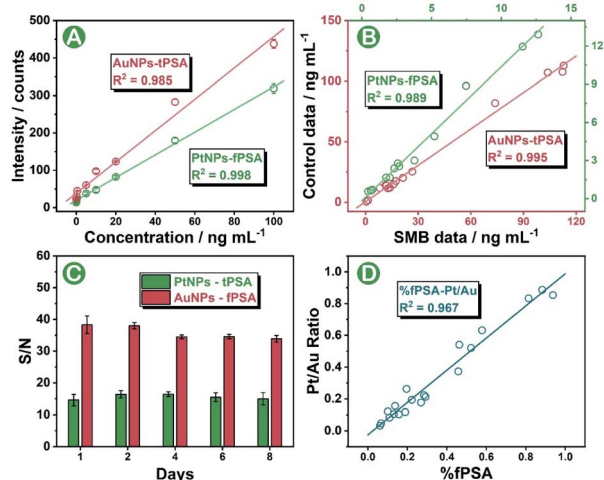 0 4 8 12 16
A
AuNPs-tPSA
R² = 0.985
PtNPs-fPSA
R² = 0.998
Intensity / counts
500
400
300
200
100
0
0 20 40 60 80 100
Concentration / ng mL⁻¹
B
PtNPs-fPSA
R² = 0.989
AuNPs-tPSA
R² = 0.995
Control data / ng mL⁻¹
150
100
50
0
12
9
6
3
0
0 30 60 90 120
SMB data / ng mL⁻¹
C
PtNPs - tPSA
AuNPs - fPSA
S/N
60
50
40
30
20
10
0
1 2 4 6 8
Days
D
%fPSA-Pt/Au
R² = 0.967
Pt/Au Ratio
1.0
0.8
0.6
0.4
0.2
0.0
0.0 0.2 0.4 0.6 0.8 1.0
%fPSA